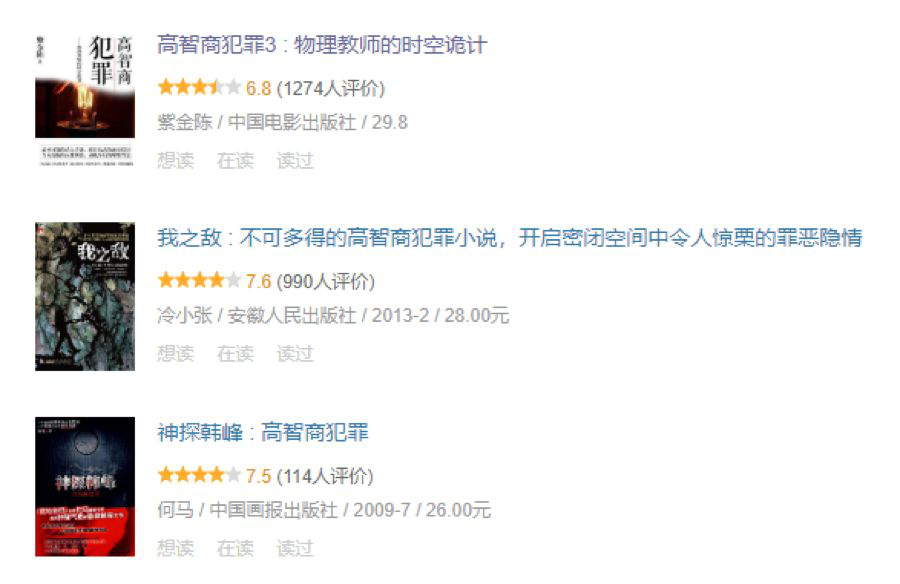 高智商犯罪
高智商犯罪3 : 物理教师的时空诡计
6.8 (1274人评价)
紫金陈 / 中国电影出版社 / 29.8
想读 在读 读过
我之敌
我之敌 : 不可多得的高智商犯罪小说，开启密闭空间中令人惊栗的罪恶隐情
7.6 (990人评价)
冷小张 / 安徽人民出版社 / 2013-2 / 28.00元
想读 在读 读过
神探韩峰
神探韩峰 : 高智商犯罪
7.5 (114人评价)
何马 / 中国画报出版社 / 2009-7 / 26.00元
想读 在读 读过